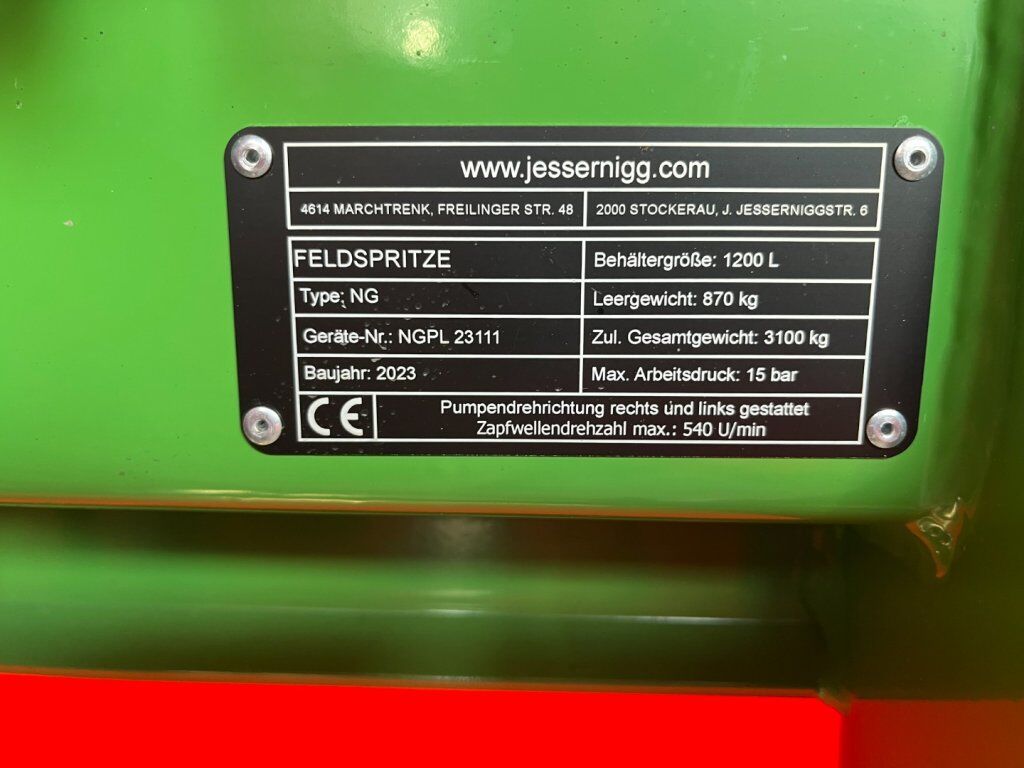 www.jessernigg.com
4614 MARCHTRENK, FREILINGER STR. 48
2000 STOCKERAU, J. JESSERNIGGSTR. 6
FELDSPRITZE
Behältergröße: 1200 L
Type: NG
Leergewicht: 870 kg
Geräte-Nr.: NGPL 23111
Zul. Gesamtgewicht: 3100 kg
Baujahr: 2023
Max. Arbeitsdruck: 15 bar
CE
Pumpendrehrichtung rechts und links gestattet
Zapfwellendrehzahl max.: 540 U/min